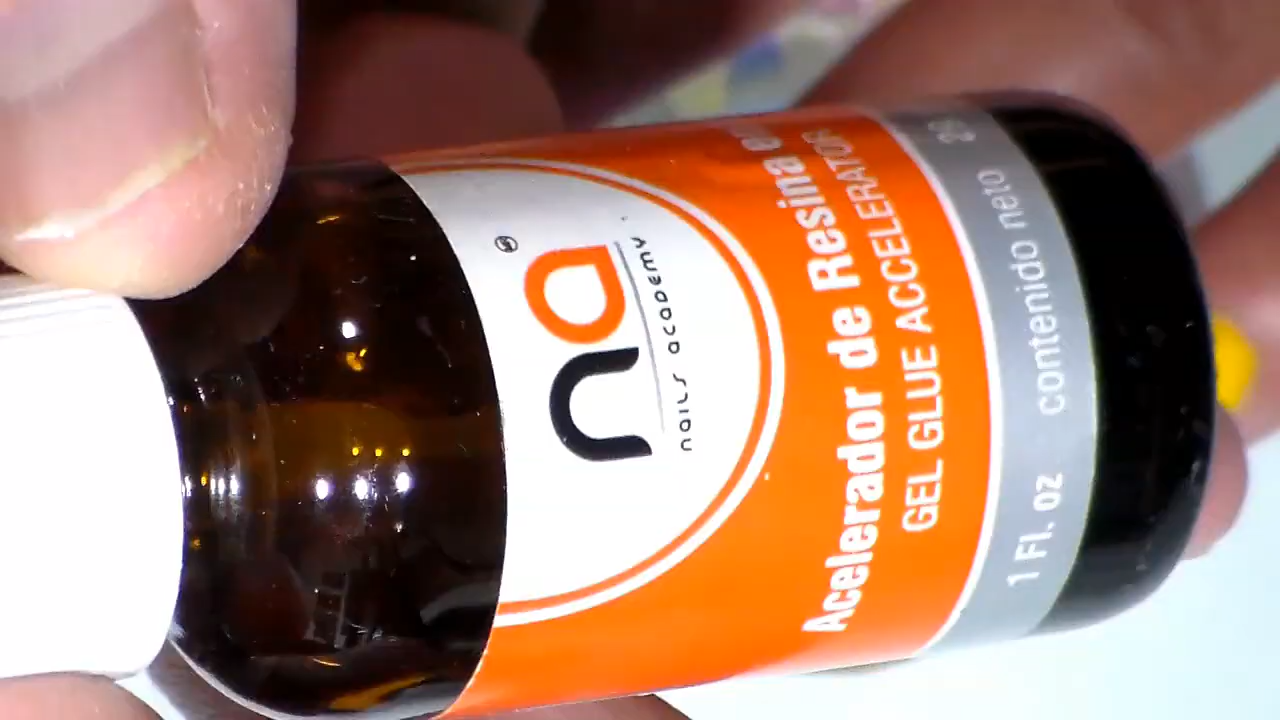 na
nails academy
Acelerador de Resina
GEL GLUE ACCELERATOR
1 Fl. oz contenido neto